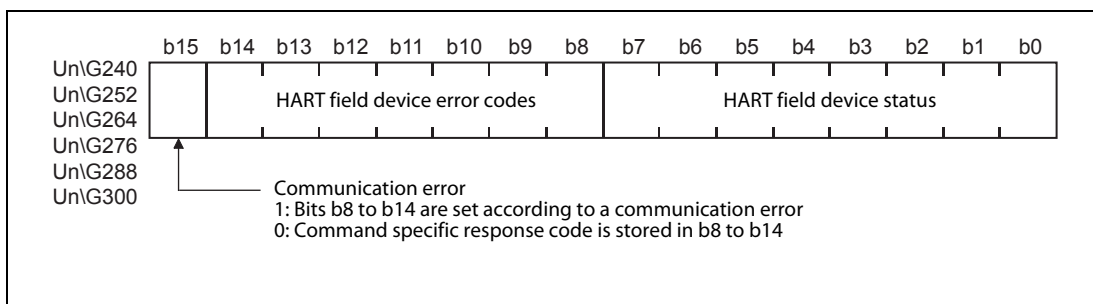 b15 b14 b13 b12 b11 b10 b9 b8 b7 b6 b5 b4 b3 b2 b1 b0
Un\G240
Un\G252
Un\G264
Un\G276
Un\G288
Un\G300
HART field device error codes
HART field device status
Communication error
1: Bits b8 to b14 are set according to a communication error
0: Command specific response code is stored in b8 to b14